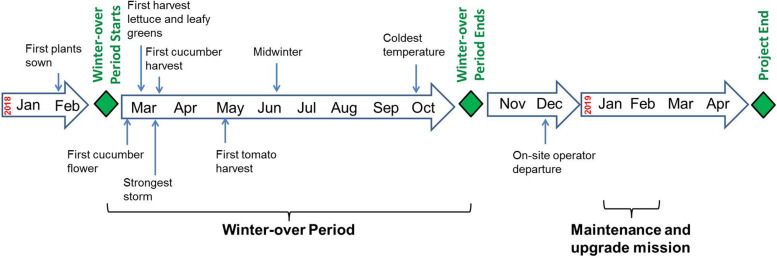 First harvest
lettuce and leafy
greens
First plants
sown
Winter-over
Period Starts
First cucumber
harvest
Midwinter
Coldest
temperature
Winter-over
Period Ends
Project End
2018 Jan Feb
Mar Apr May Jun Jul Aug Sep Oct
Nov Dec
2019 Jan Feb Mar Apr
First cucumber
flower
Strongest
storm
First tomato
harvest
On-site operator
departure
Winter-over Period
Maintenance and
upgrade mission